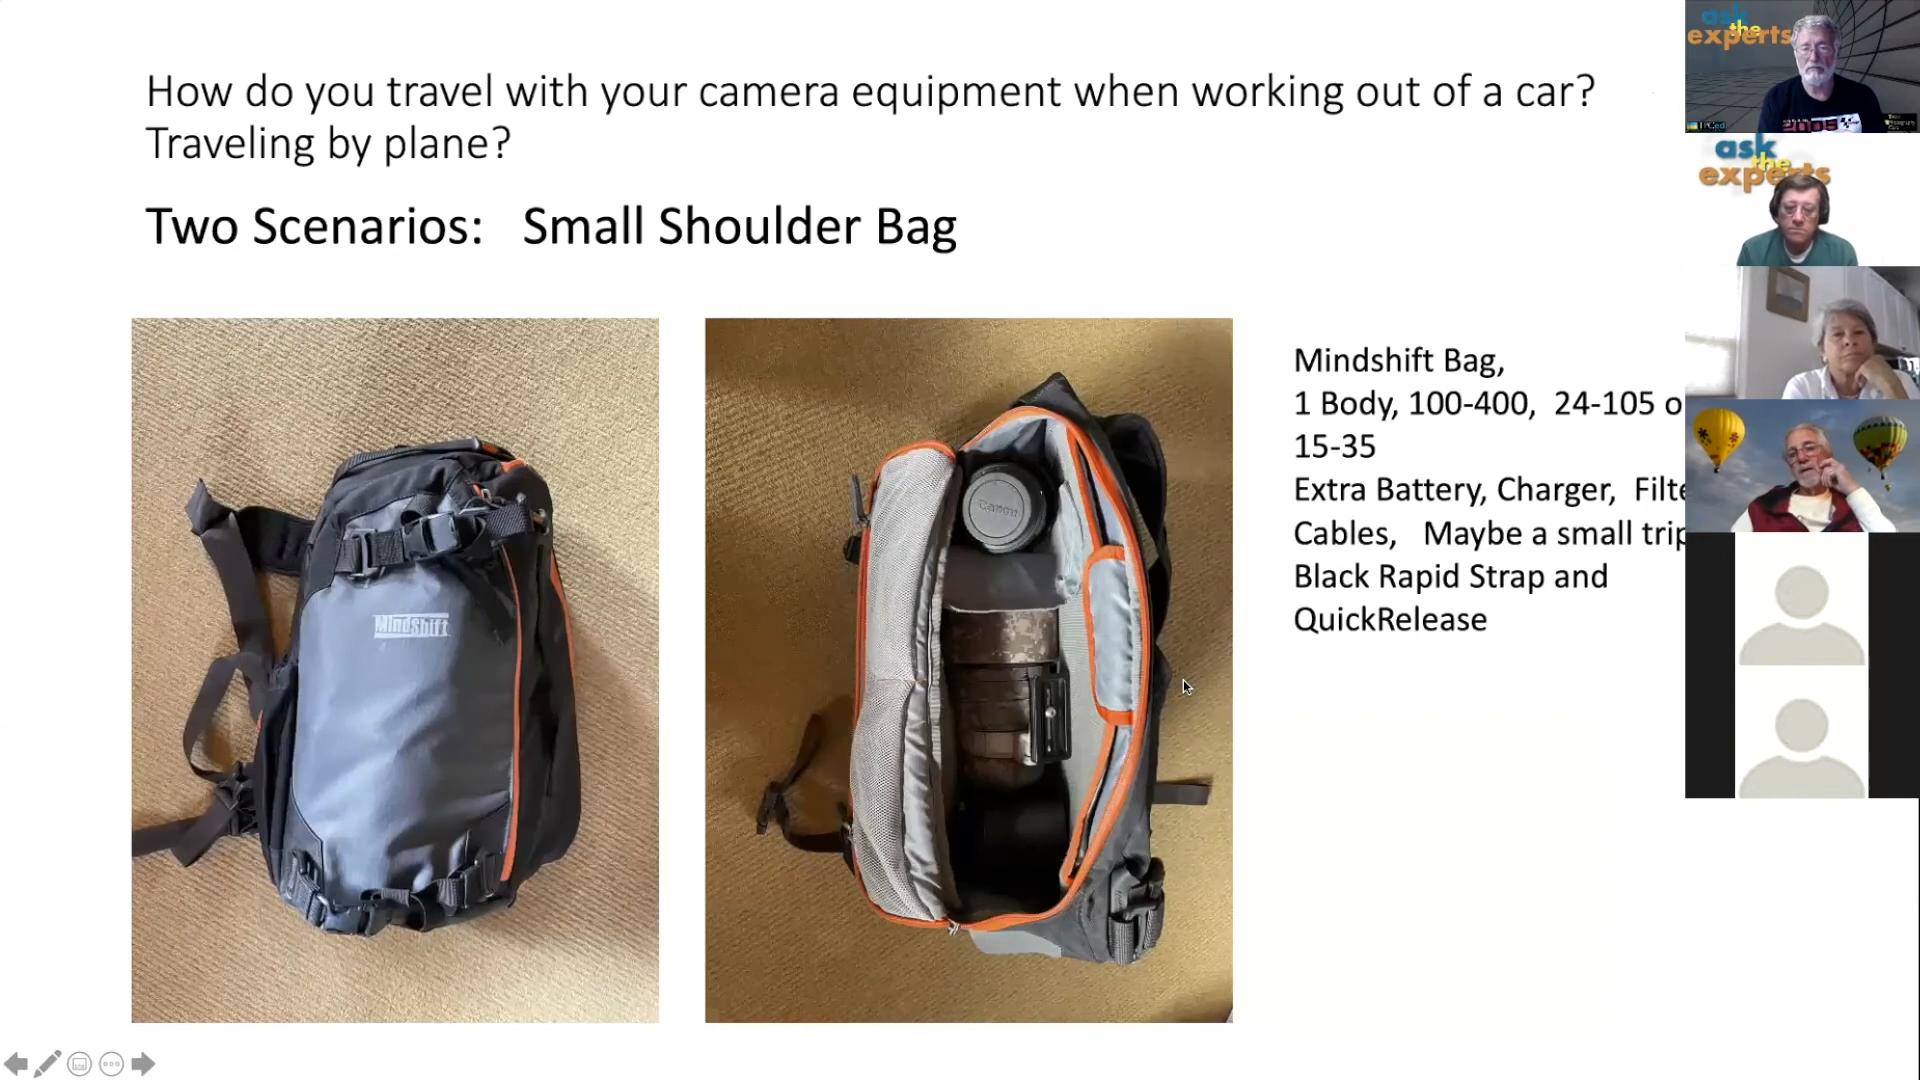 How do you travel with your camera equipment when working out of a car?
Traveling by plane?
Two Scenarios: Small Shoulder Bag
Mindshift Bag,
1 Body, 100-400, 24-105 o
15-35
Extra Battery, Charger, Filte
Cables, Maybe a small trip
Black Rapid Strap and
QuickRelease
MindShift
Canon
ask
the
experts
2005
ask
the
experts